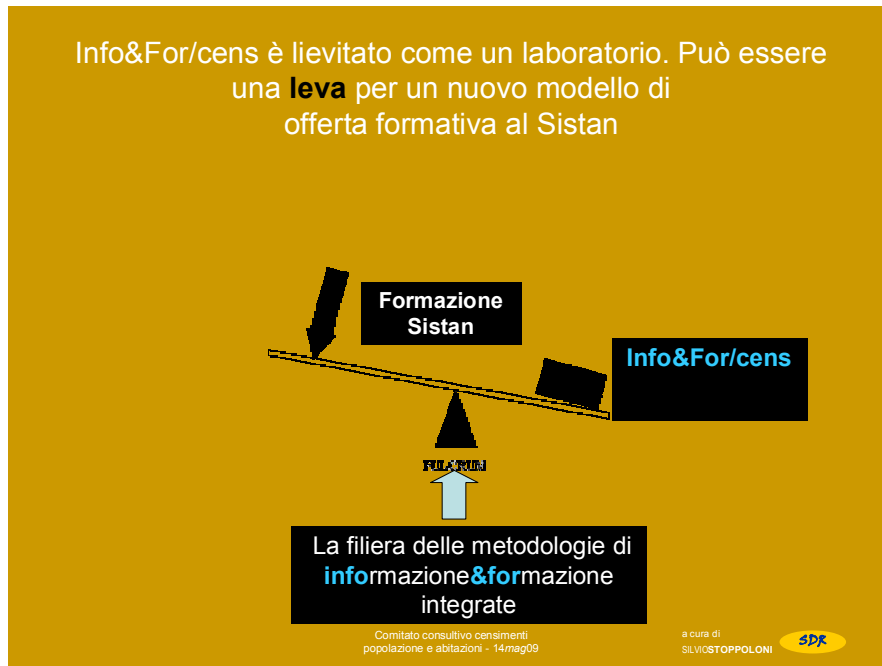 Info&For/cens è lievitato come un laboratorio. Può essere
una leva per un nuovo modello di
offerta formativa al Sistan
Formazione
Sistan
Info&For/cens
FULCRUM
La filiera delle metodologie di
informazione&formazione
integrate
Comitato consultivo censimenti
popolazione e abitazioni - 14mag09
a cura di
SILVIOSTOPPOLONI
SDR